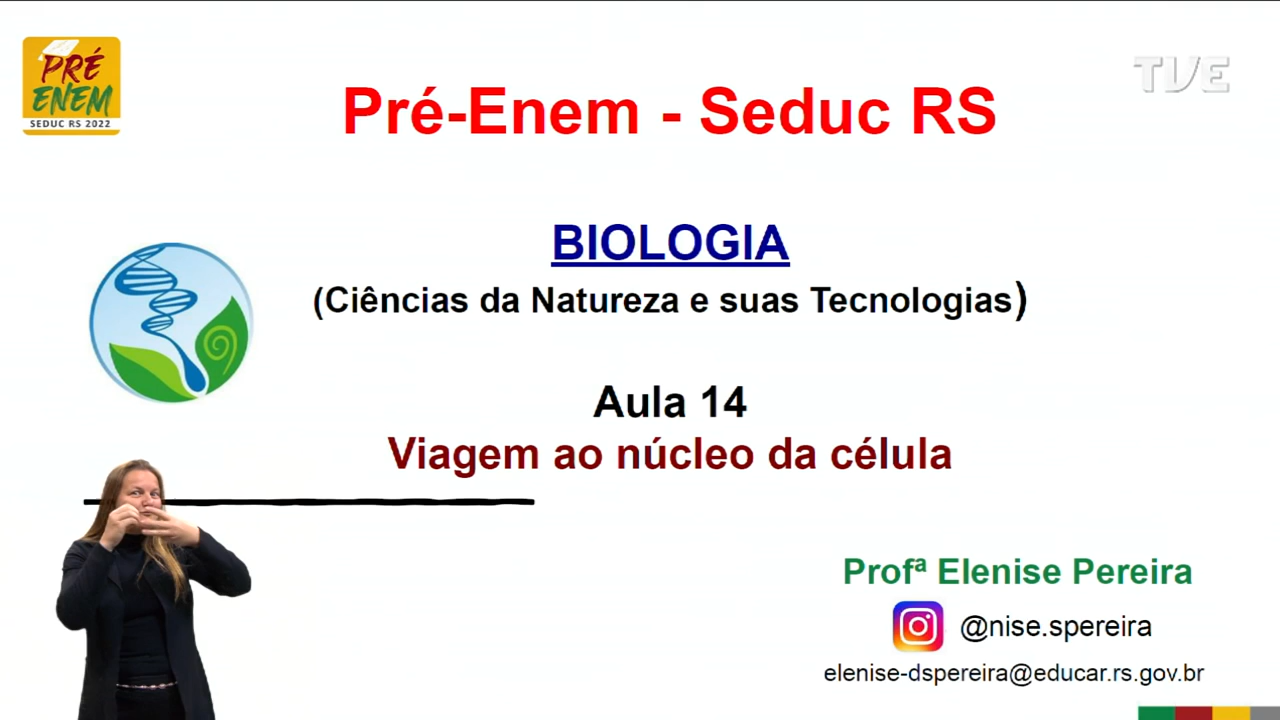 PRÉ
ENEM
SEDUC RS 2022
TVE
Pré-Enem - Seduc RS
BIOLOGIA
(Ciências da Natureza e suas Tecnologias)
Aula 14
Viagem ao núcleo da célula
Profª Elenise Pereira
@nise.spereira
elenise-dspereira@educar.rs.gov.br